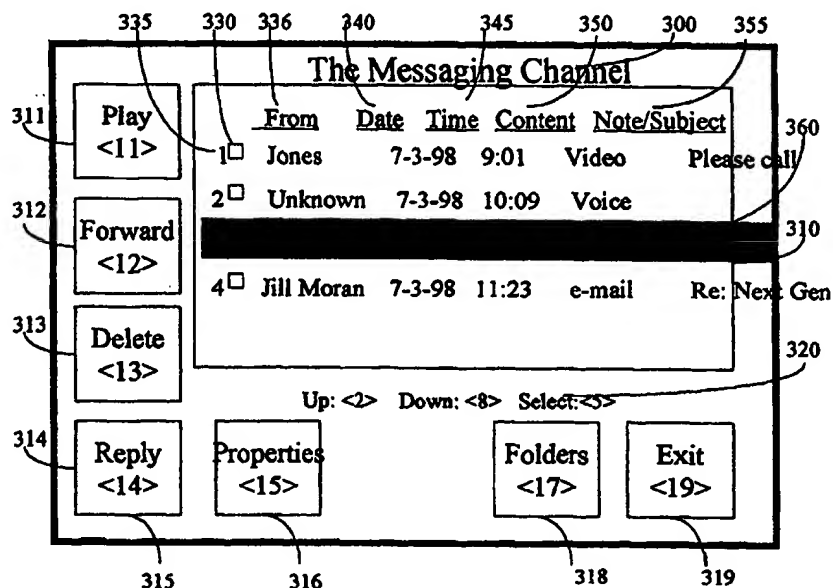 335 330 336 340 345 350 300 355
The Messaging Channel
311 Play
<11>
From Date Time Content Note/Subject
360
1 Jones 7-3-98 9:01 Video Please call
2 Unknown 7-3-98 10:09 Voice
312 Forward
<12>
310
4 Jill Moran 7-3-98 11:23 e-mail Re: Next Gen
313 Delete
<13>
320
Up: <2> Down: <8> Select:<5>
314 Reply
<14>
Properties
<15>
Folders
<17>
Exit
<19>
315 316 318 319